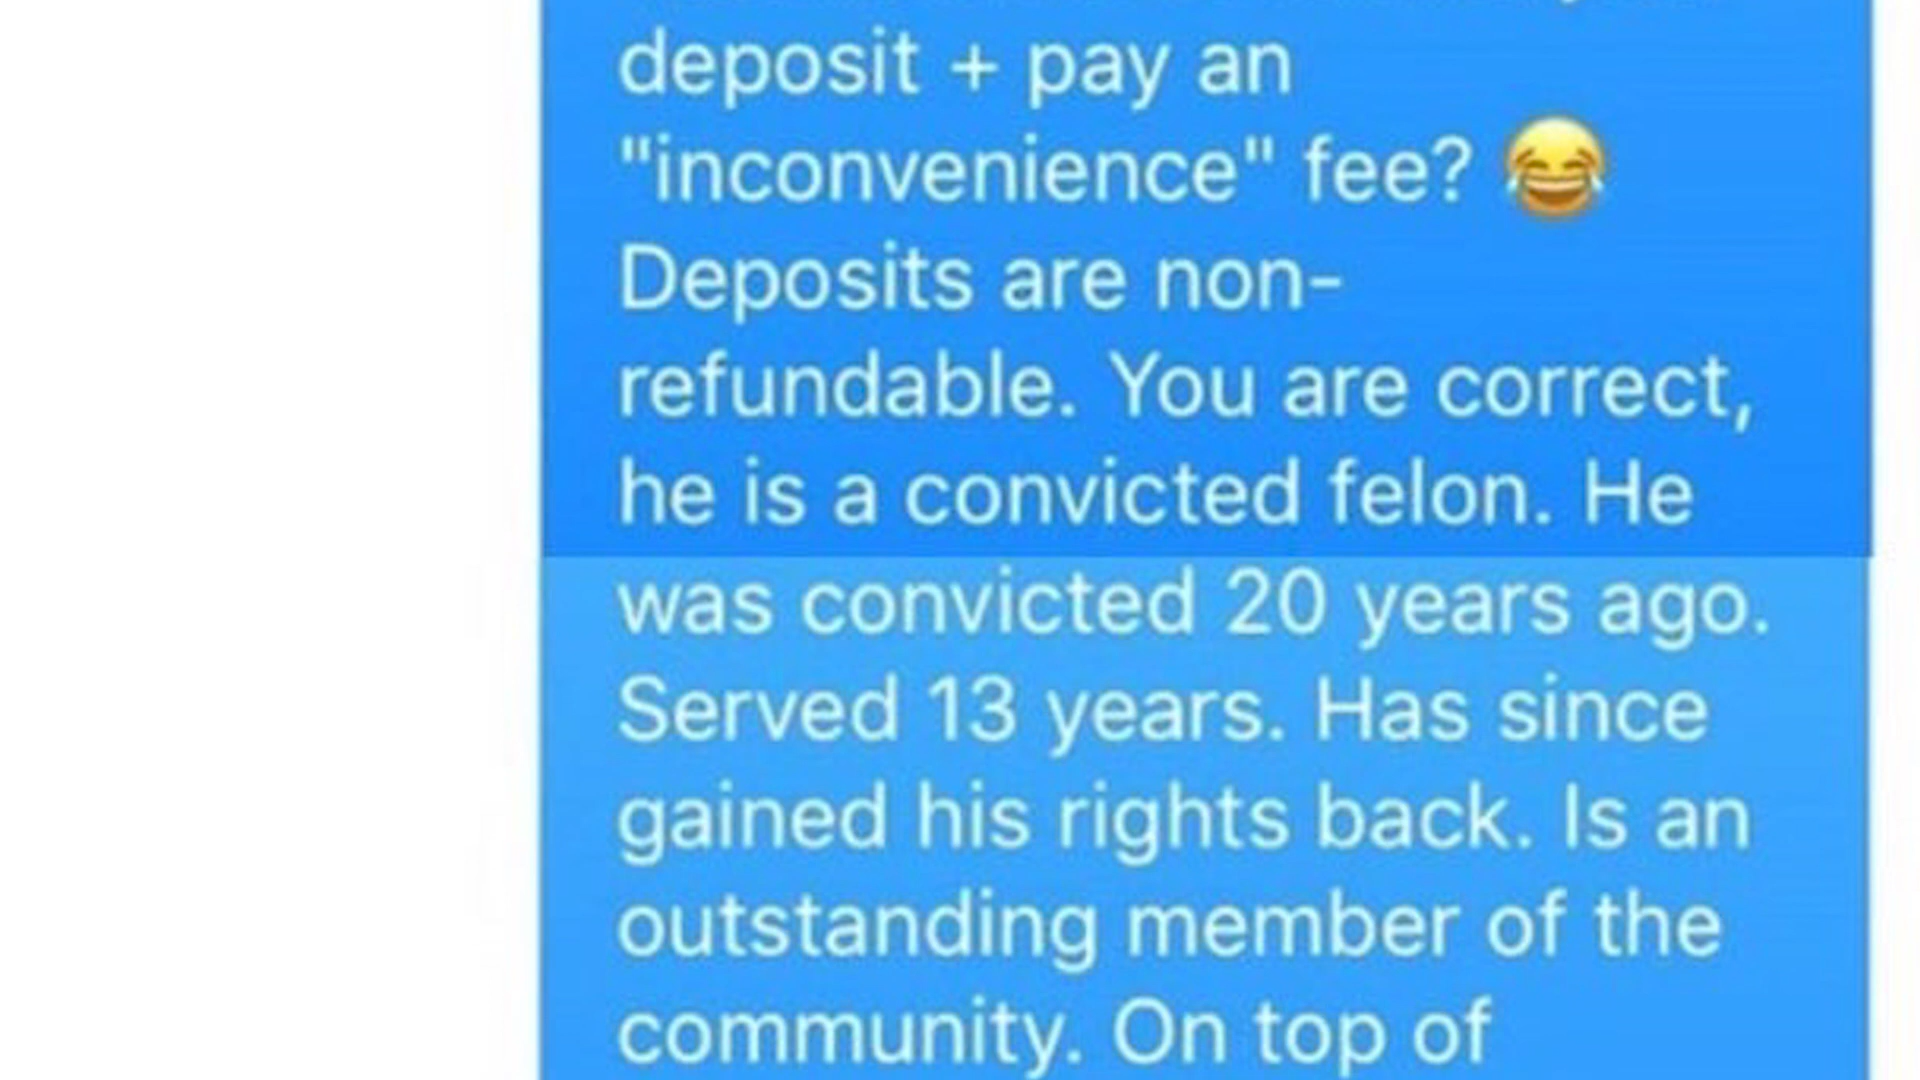 deposit + pay an
"inconvenience" fee? 😂
Deposits are non-
refundable. You are correct,
he is a convicted felon. He
was convicted 20 years ago.
Served 13 years. Has since
gained his rights back. Is an
outstanding member of the
community. On top of